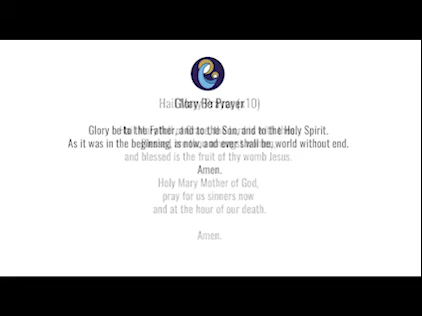 Glory Be Prayer
Glory be to the Father, and to the Son, and to the Holy Spirit.
As it was in the beginning, is now, and ever shall be, world without end.
and blessed is the fruit of thy womb Jesus.
Amen.
Holy Mary Mother of God,
pray for us sinners now
and at the hour of our death.
Amen.